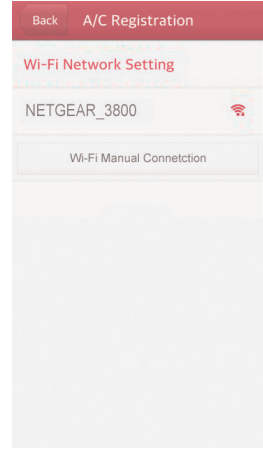 Back A/C Registration
Wi-Fi Network Setting
NETGEAR_3800
Wi-Fi Manual Connetction